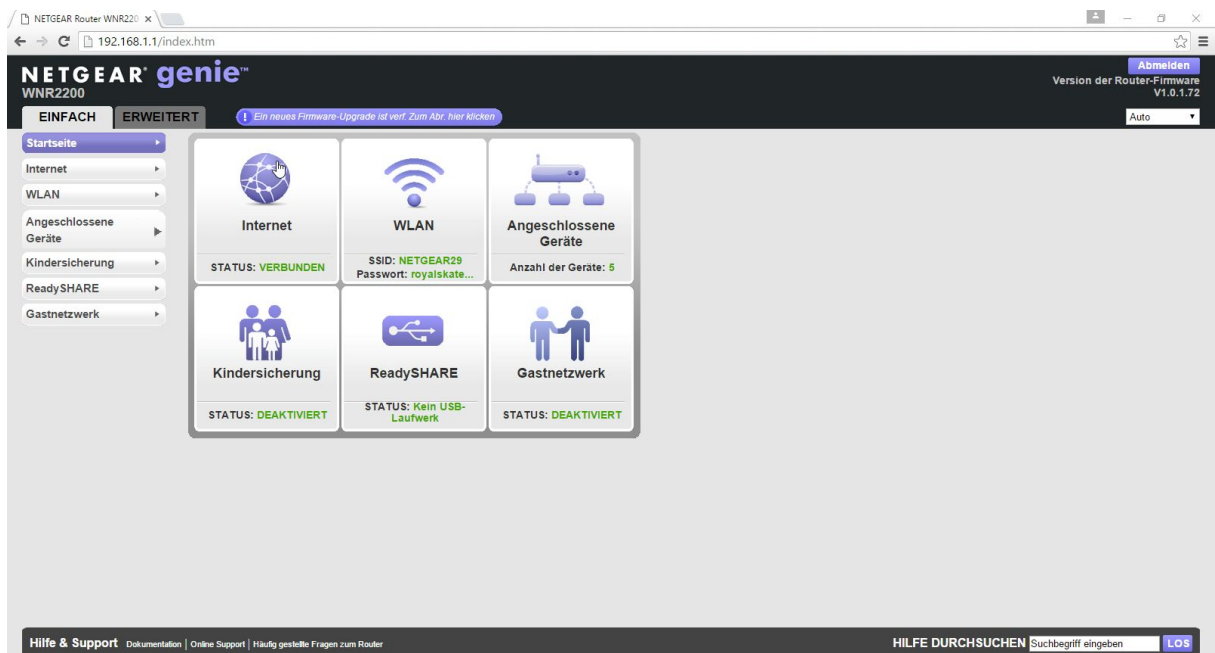 NETGEAR Router WNR220
192.168.1.1/index.htm
NETGEAR® genie™
WNR2200
Abmelden
Version der Router-Firmware
V1.0.1.72
EINFACH
ERWEITERT
! Ein neues Firmware-Upgrade ist verf. Zum Abr. hier klicken
Auto
Startseite
Internet
WLAN
Angeschlossene
Geräte
Kindersicherung
ReadySHARE
Gastnetzwerk
Internet
STATUS: VERBUNDEN
WLAN
SSID: NETGEAR29
Passwort: royalskate...
Angeschlossene
Geräte
Anzahl der Geräte: 5
Kindersicherung
STATUS: DEAKTIVIERT
ReadySHARE
STATUS: Kein USB-
Laufwerk
Gastnetzwerk
STATUS: DEAKTIVIERT
Hilfe & Support Dokumentation | Online Support | Häufig gestellte Fragen zum Router
HILFE DURCHSUCHEN Suchbegriff eingeben LOS